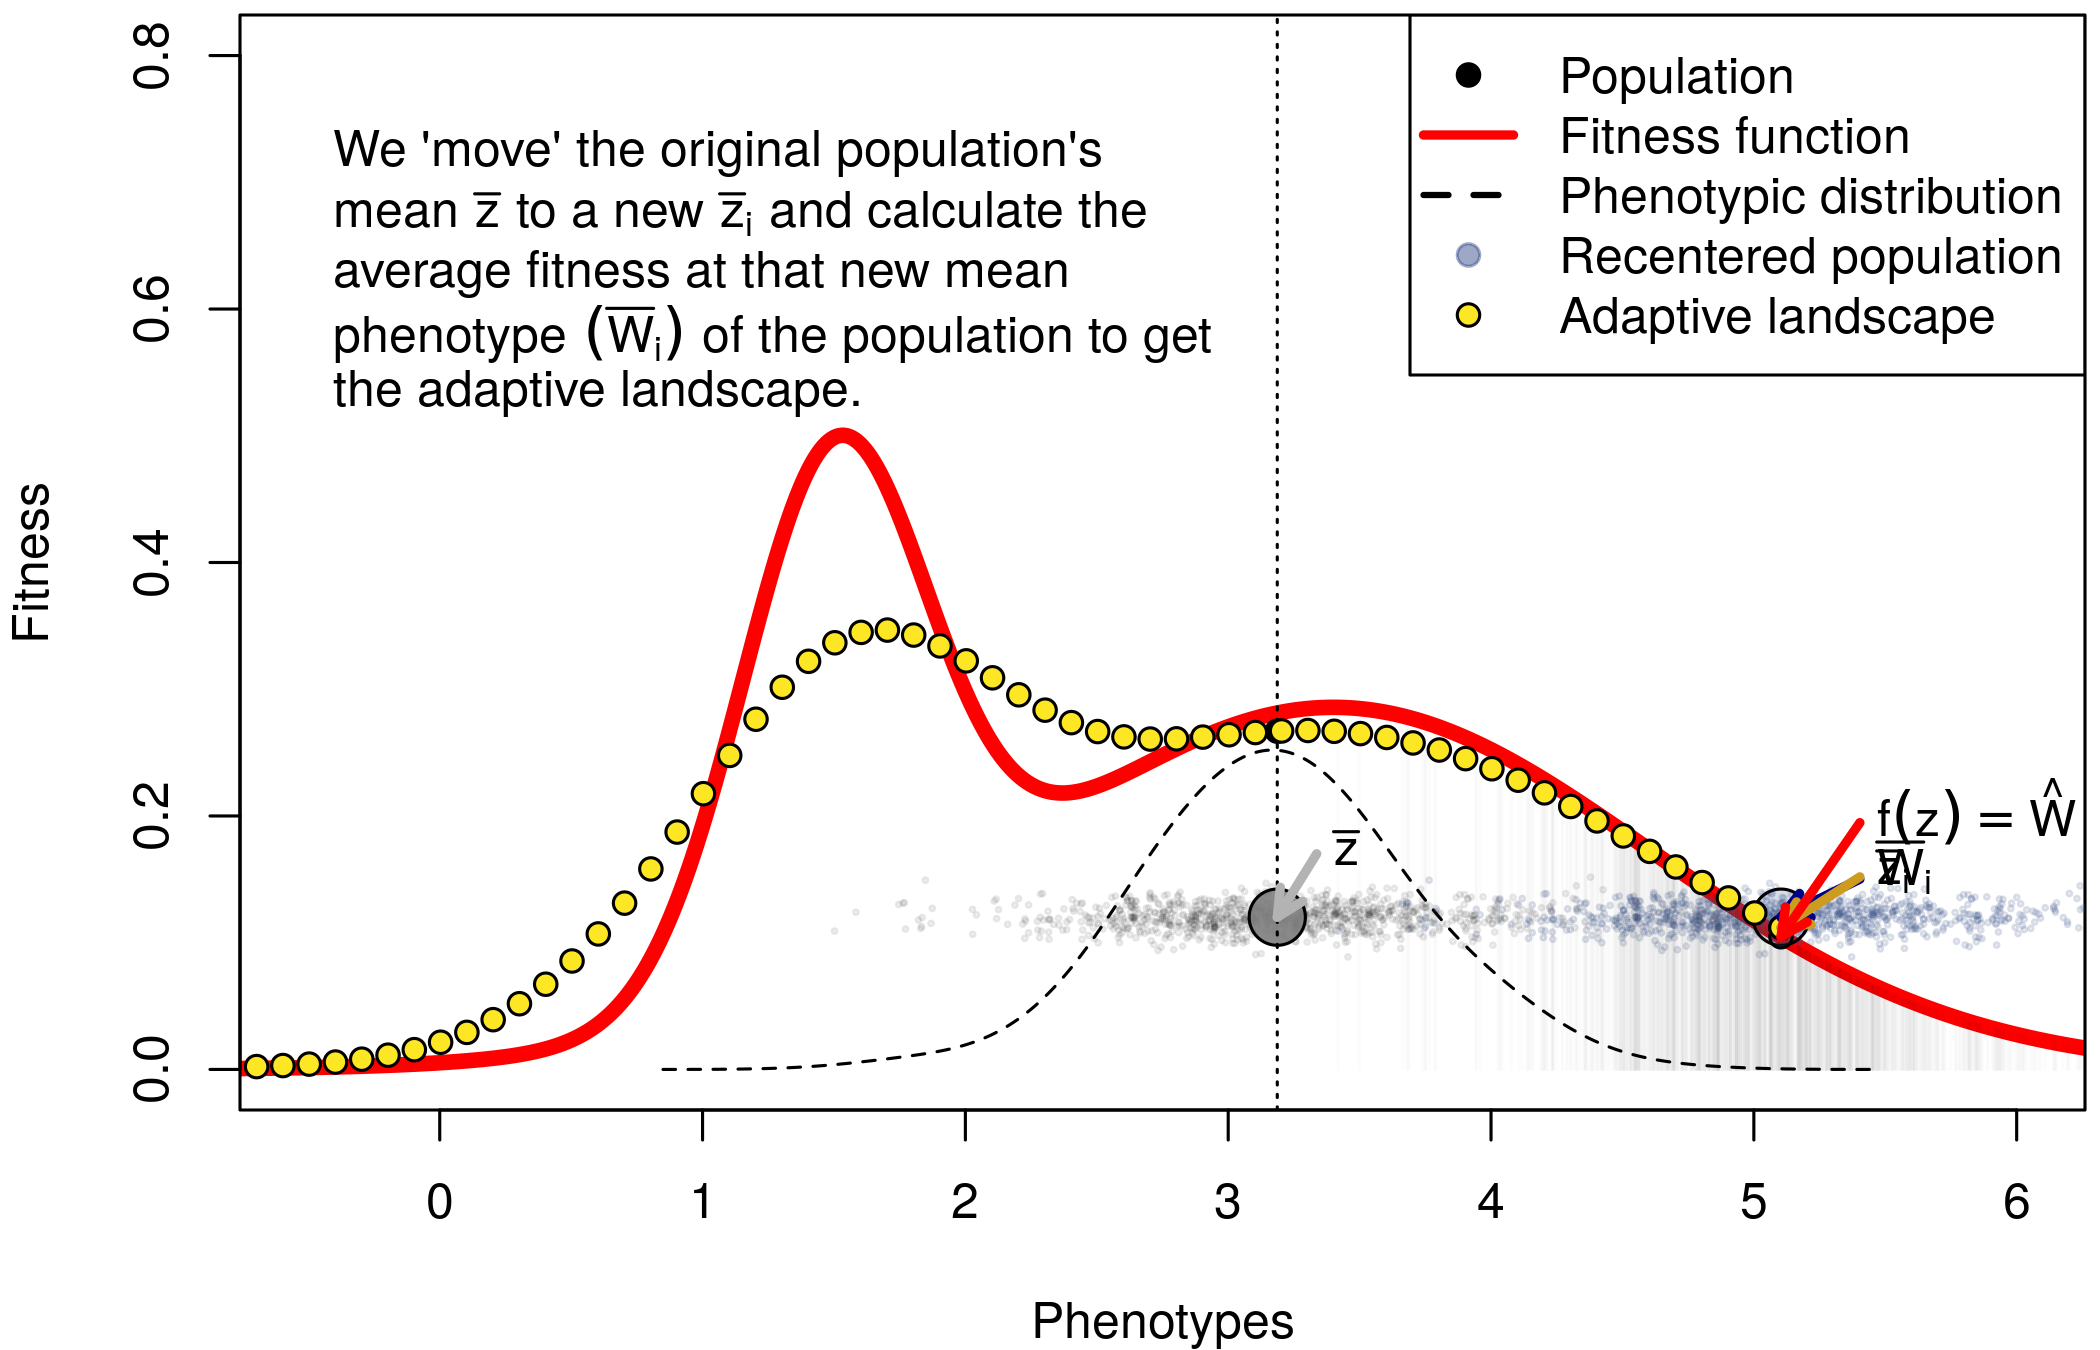 We 'move' the original population's
mean z̅ to a new z̅ᵢ and calculate the
average fitness at that new mean
phenotype (W̅ᵢ) of the population to get
the adaptive landscape.
Population
Fitness function
Phenotypic distribution
Recentered population
Adaptive landscape
Fitness
0.8
0.6
0.4
0.2
0.0
z̅
f(z) = Ŵ
W̅ᵢ
z̅ᵢ
0 1 2 3 4 5 6
Phenotypes